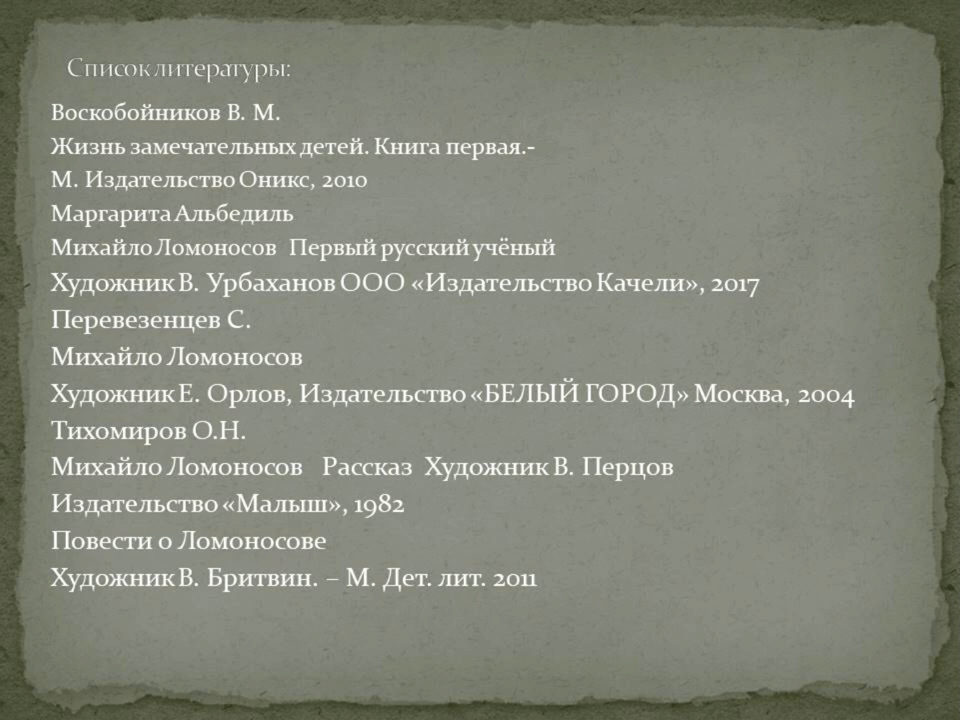 Список литературы:
Воскобойников В. М.
Жизнь замечательных детей. Книга первая.-
М. Издательство Оникс, 2010
Маргарита Альбедиль
Михайло Ломоносов Первый русский учёный
Художник В. Урбаханов ООО «Издательство Качели», 2017
Перевезенцев С.
Михайло Ломоносов
Художник Е. Орлов, Издательство «БЕЛЫЙ ГОРОД» Москва, 2004
Тихомиров О.Н.
Михайло Ломоносов Рассказ Художник В. Перцов
Издательство «Малыш», 1982
Повести о Ломоносове
Художник В. Бритвин. – М. Дет. лит. 2011